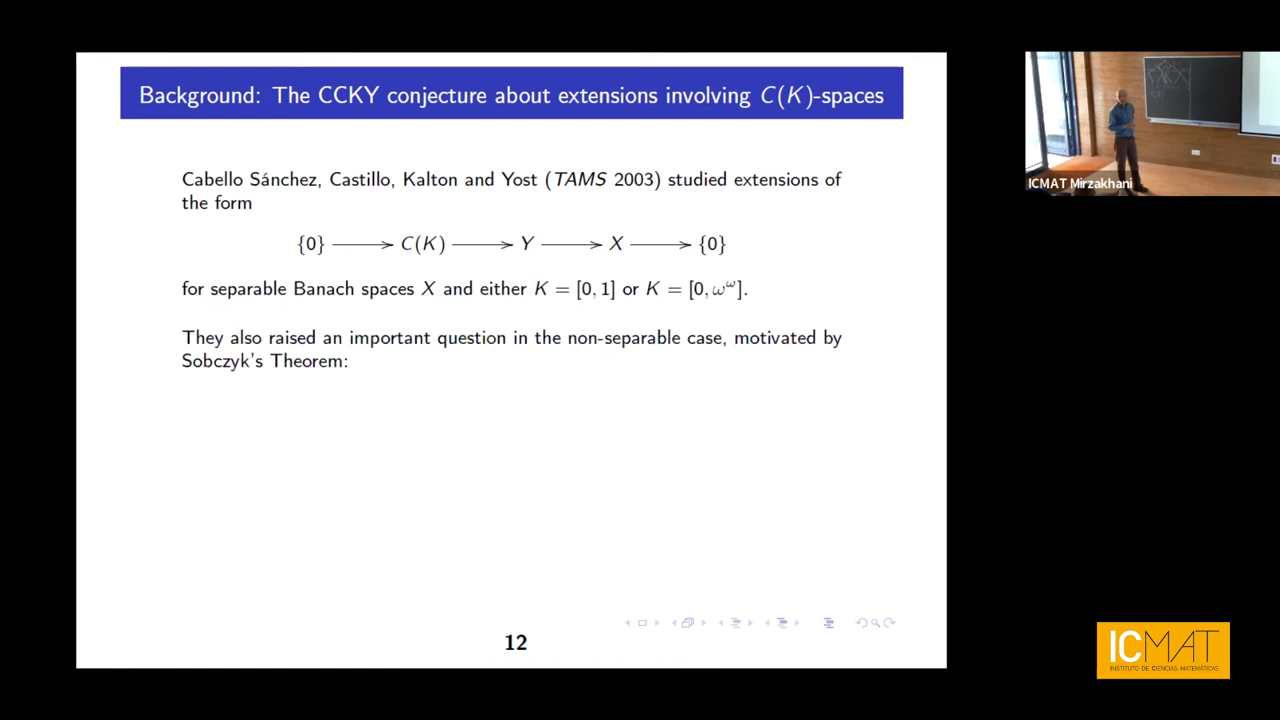 Background: The CCKY conjecture about extensions involving C(K)-spaces
Cabello Sánchez, Castillo, Kalton and Yost (TAMS 2003) studied extensions of
the form
{0} ⟶ C(K) ⟶ Y ⟶ X ⟶ {0}
for separable Banach spaces X and either K = [0, 1] or K = [0, ω^ω].
They also raised an important question in the non-separable case, motivated by
Sobczyk's Theorem:
12
ICMAT Mirzakhani
ICMAT
INSTITUTO DE CIENCIAS MATEMÁTICAS